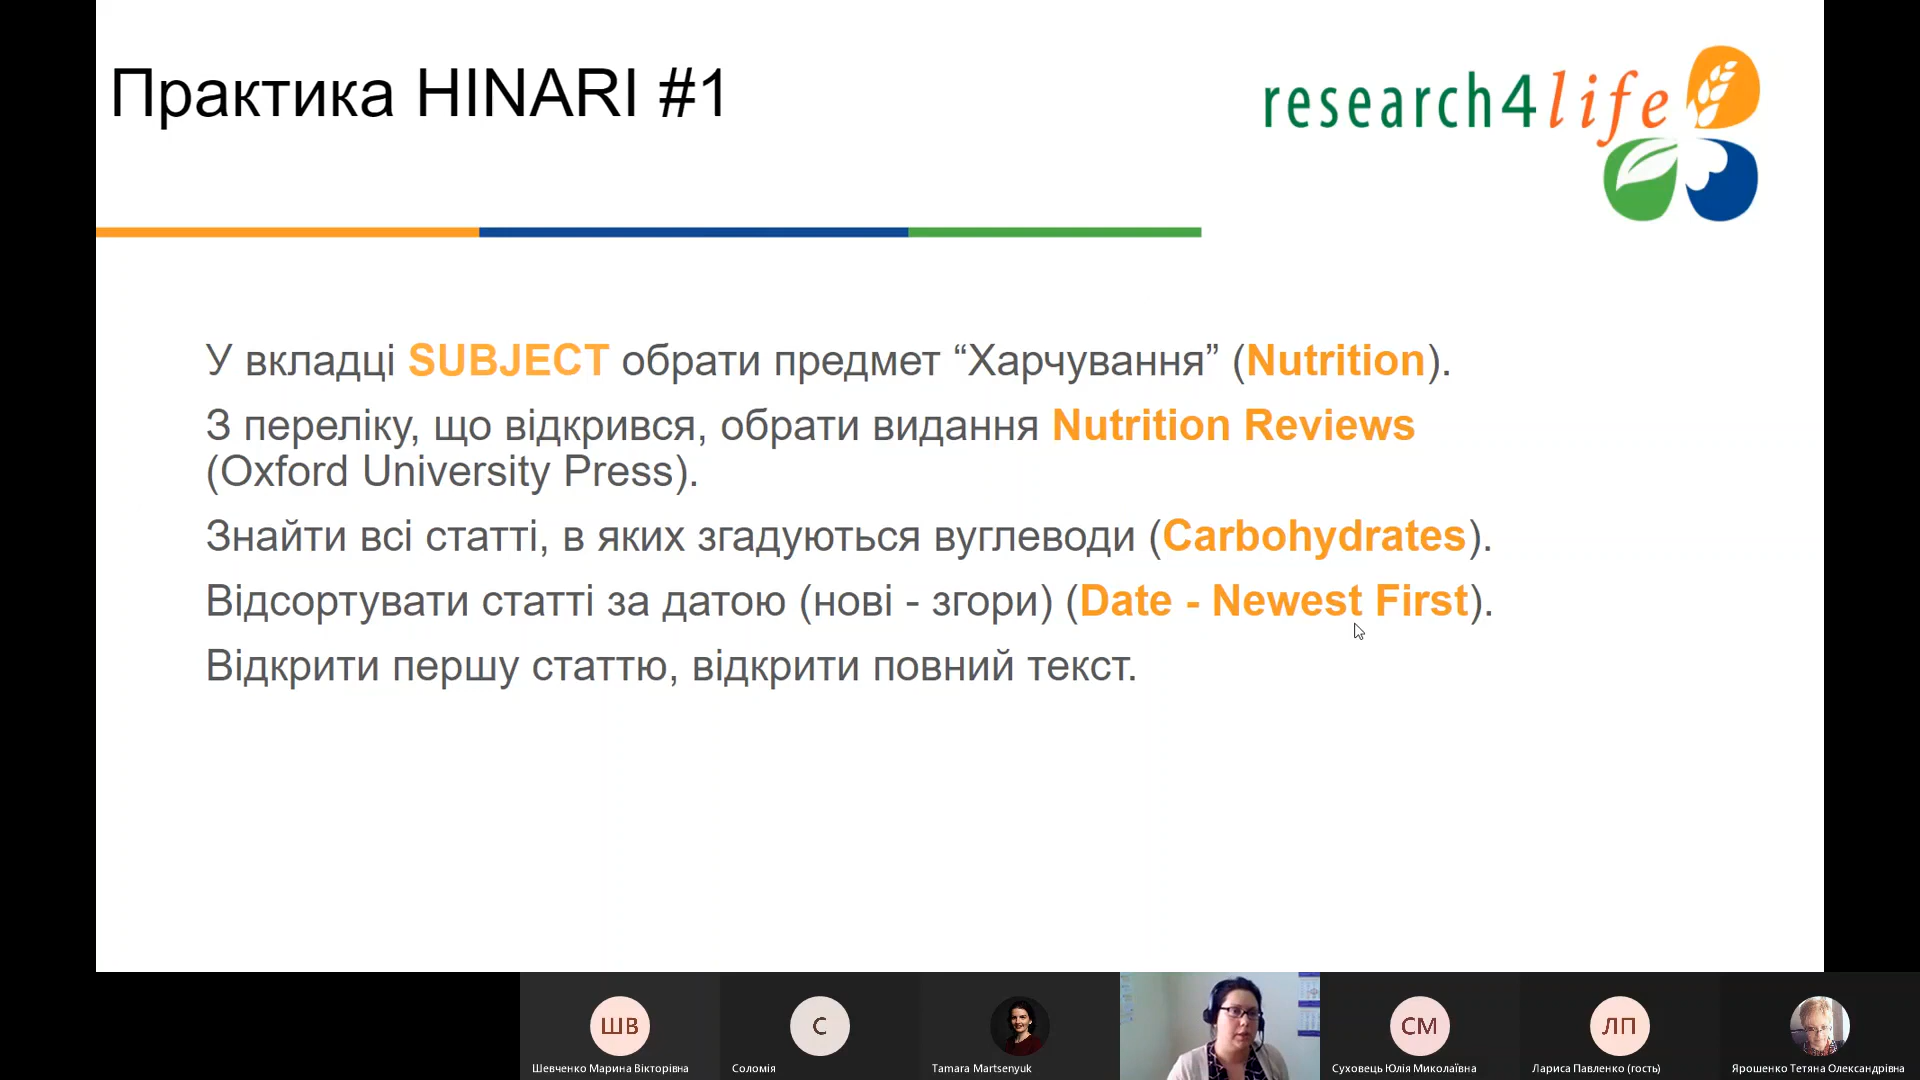 Практика HINARI #1
research4life
У вкладці SUBJECT обрати предмет “Харчування” (Nutrition).
З переліку, що відкрився, обрати видання Nutrition Reviews
(Oxford University Press).
Знайти всі статті, в яких згадуються вуглеводи (Carbohydrates).
Відсортувати статті за датою (нові - згори) (Date - Newest First).
Відкрити першу статтю, відкрити повний текст.
ШВ
С
СМ
ЛП
Шевченко Марина Вікторівна
Соломія
Tamara Martsenyuk
Суховець Юлія Миколаївна
Лариса Павленко (гость)
Ярошенко Тетяна Олександрівна